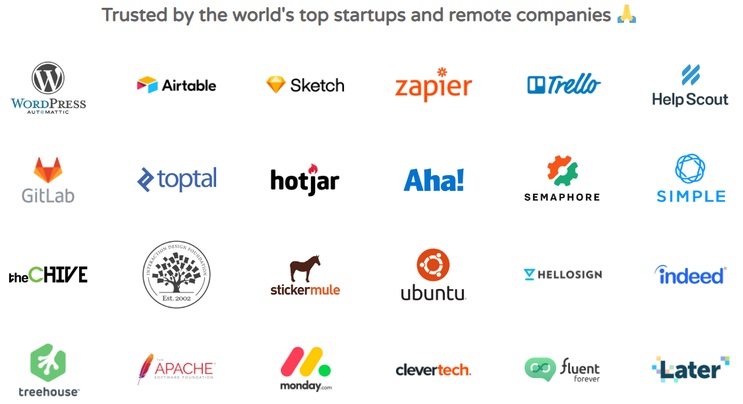 Trusted by the world's top startups and remote companies 🙏
WORDPRESS
AUTOMATTIC
Airtable
Sketch
zapier
Trello
Help Scout
GitLab
toptal
hotjar
Aha!
SEMAPHORE
SIMPLE
theCHIVE
INTERACTION DESIGN FOUNDATION
Est. 2002
stickermule
ubuntu
HELLOSIGN
indeed
treehouse
THE
APACHE
SOFTWARE FOUNDATION
monday.com
clevertech.
fluent
forever
Later